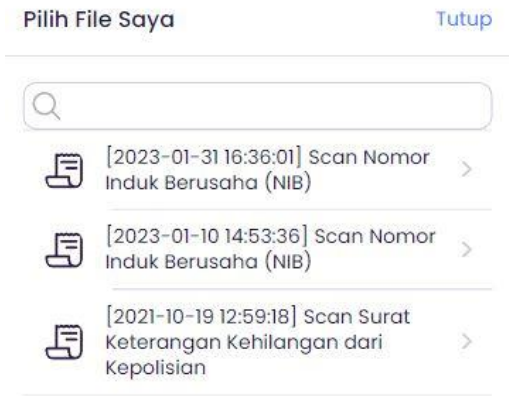 Pilih File Saya
Tutup
[2023-01-31 16:36:01] Scan Nomor
Induk Berusaha (NIB)
[2023-01-10 14:53:36] Scan Nomor
Induk Berusaha (NIB)
[2021-10-19 12:59:18] Scan Surat
Keterangan Kehilangan dari
Kepolisian